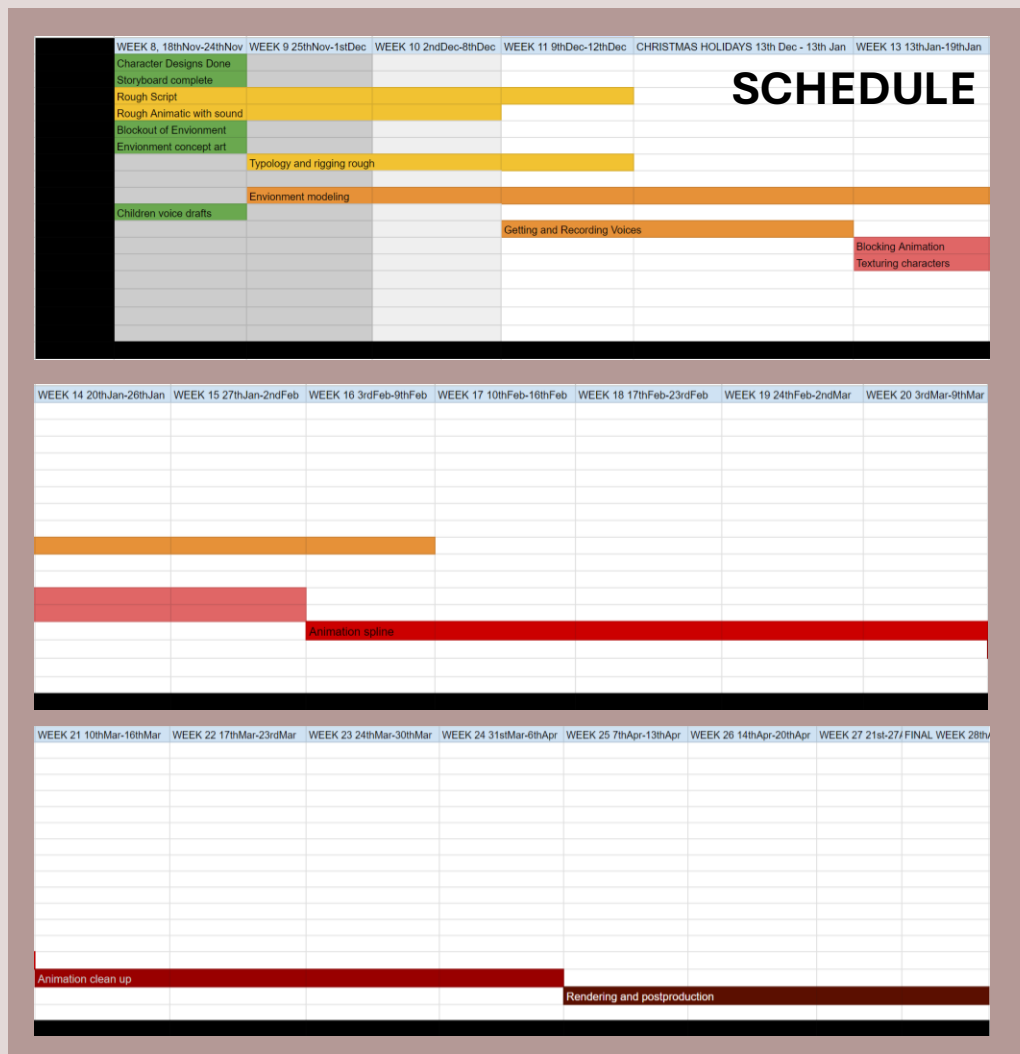 SCHEDULE
WEEK 8, 18thNov-24thNov WEEK 9 25thNov-1stDec WEEK 10 2ndDec-8thDec WEEK 11 9thDec-12thDec CHRISTMAS HOLIDAYS 13th Dec - 13th Jan WEEK 13 13thJan-19thJan
Character Designs Done
Storyboard complete
Rough Script
Rough Animatic with sound
Blockout of Envionment
Envionment concept art
Typology and rigging rough
Envionment modeling
Children voice drafts
Getting and Recording Voices
Blocking Animation
Texturing characters
WEEK 14 20thJan-26thJan WEEK 15 27thJan-2ndFeb WEEK 16 3rdFeb-9thFeb WEEK 17 10thFeb-16thFeb WEEK 18 17thFeb-23rdFeb WEEK 19 24thFeb-2ndMar WEEK 20 3rdMar-9thMar
Animation spline
WEEK 21 10thMar-16thMar WEEK 22 17thMar-23rdMar WEEK 23 24thMar-30thMar WEEK 24 31stMar-6thApr WEEK 25 7thApr-13thApr WEEK 26 14thApr-20thApr WEEK 27 21st-27 FINAL WEEK 28th
Animation clean up
Rendering and postproduction